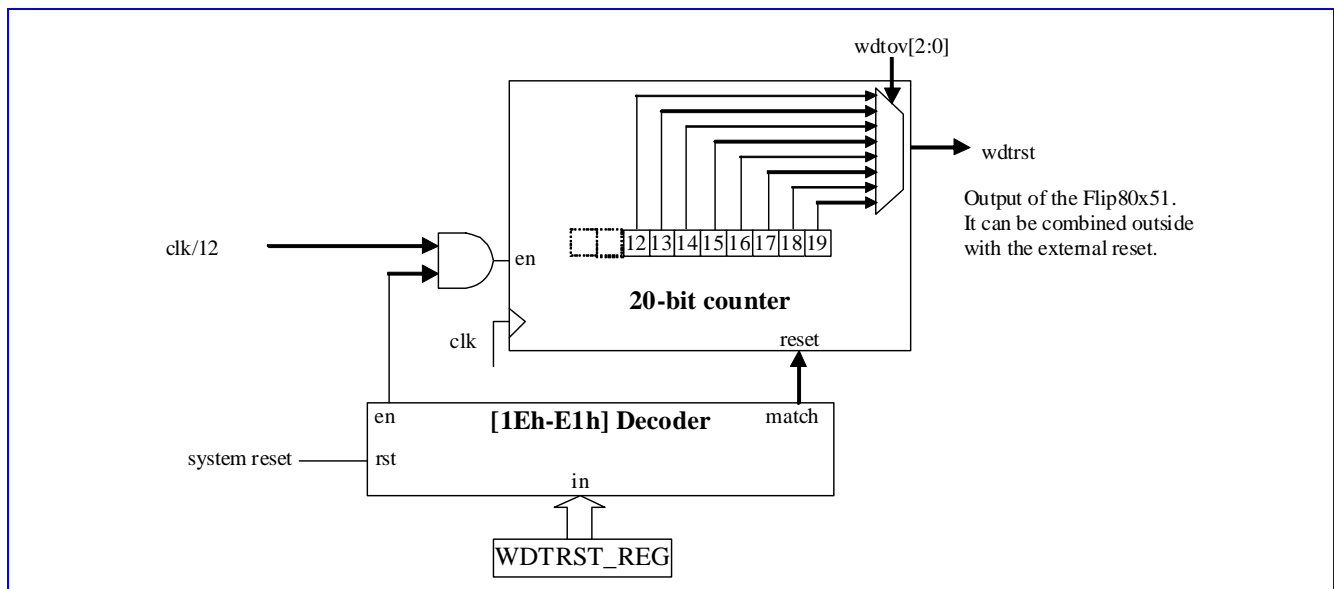 wdtov[2:0]
wdtrst
Output of the Flip80x51.
It can be combined outside
with the external reset.
12 13 14 15 16 17 18 19
clk/12
en
20-bit counter
clk
reset
en
[1Eh-E1h] Decoder
match
system reset
rst
in
WDTRST_REG